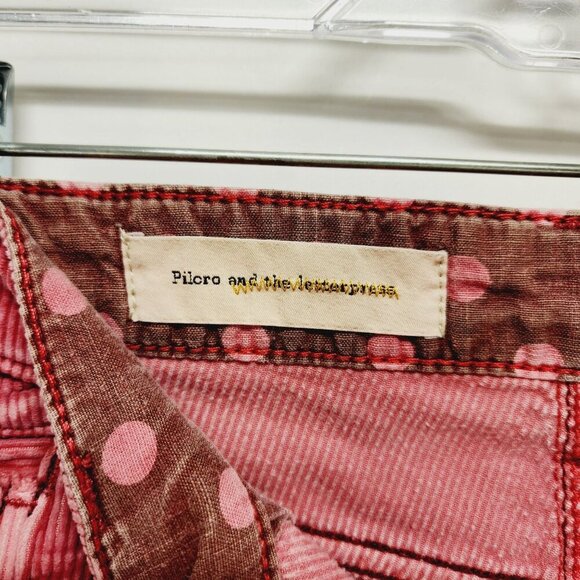 Pilcro and the letterpress